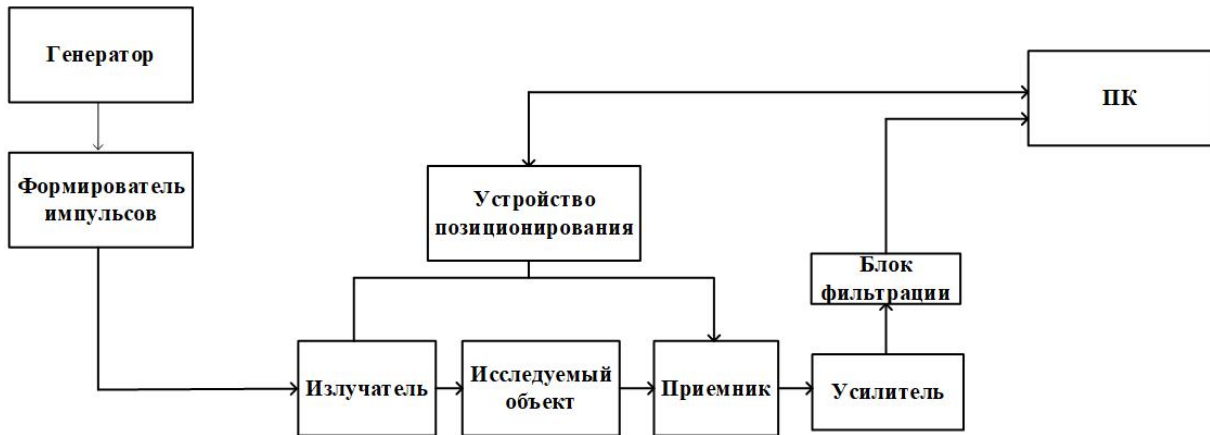 Генератор
ПК
Формирователь
импульсов
Устройство
позиционирования
Блок
фильтрации
Излучатель
Исследуемый
объект
Приемник
Усилитель